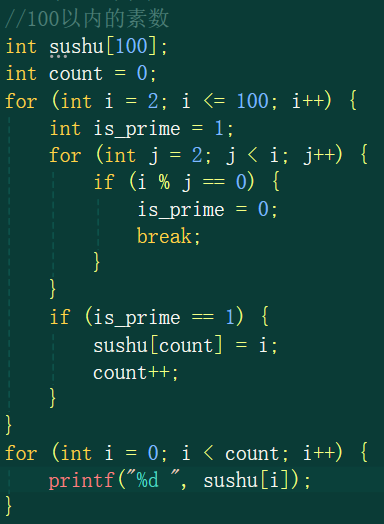 //100以内的素数
int sushu[100];
int count = 0;
for (int i = 2; i <= 100; i++) {
    int is_prime = 1;
    for (int j = 2; j < i; j++) {
        if (i % j == 0) {
            is_prime = 0;
            break;
        }
    }
    if (is_prime == 1) {
        sushu[count] = i;
        count++;
    }
}
for (int i = 0; i < count; i++) {
    printf("%d ", sushu[i]);
}